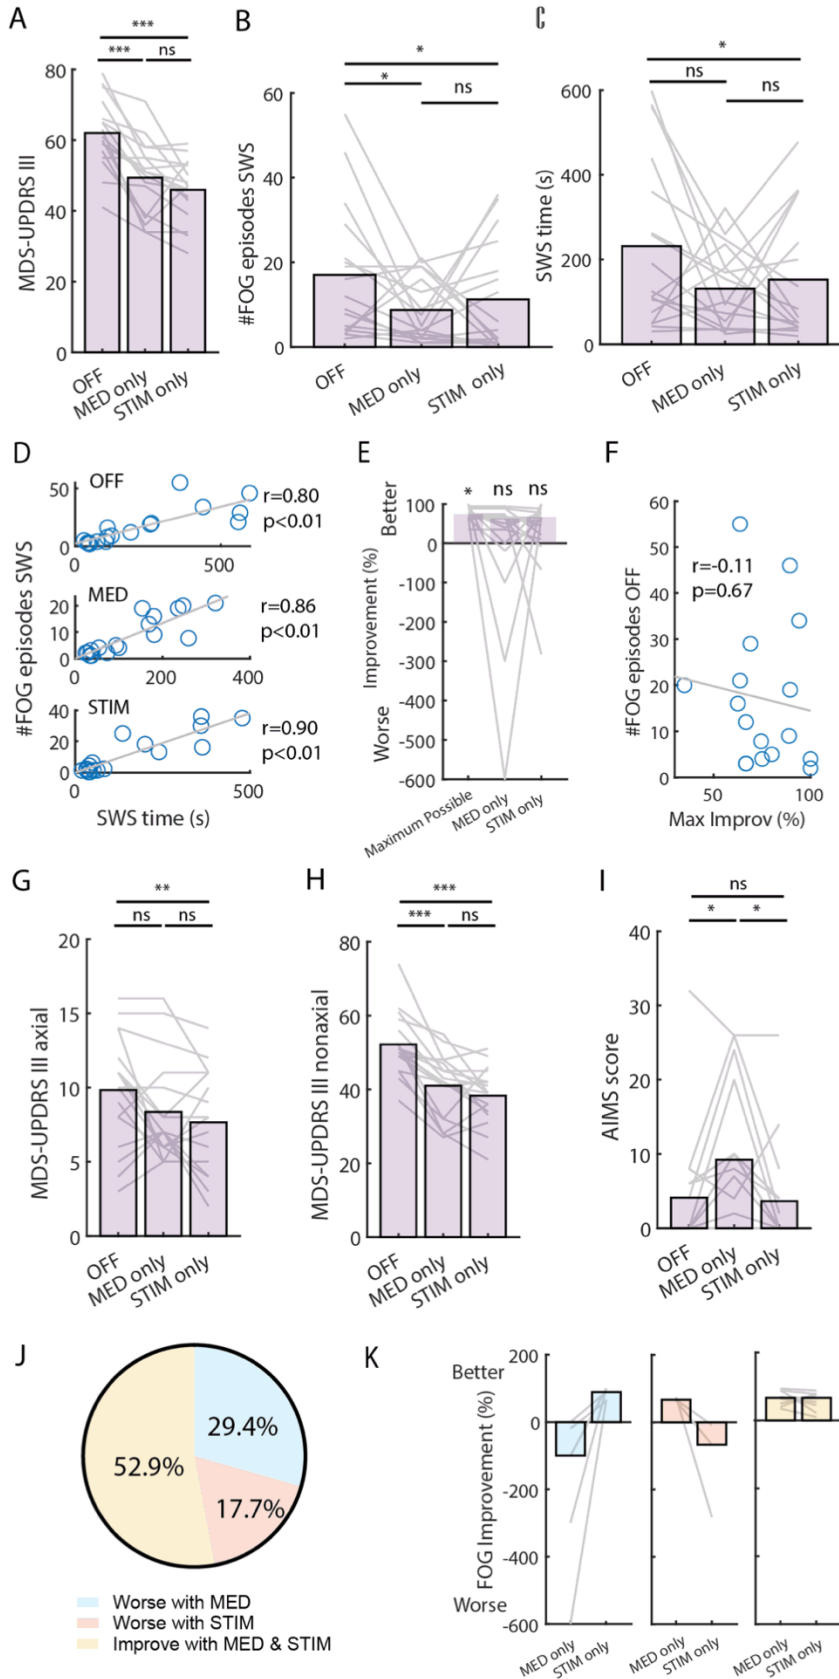 A
***
***
ns
MDS-UPDRS III
80
60
40
20
0
OFF
MED only
STIM only
B
*
*
ns
#FOG episodes SWS
60
40
20
0
OFF
MED only
STIM only
C
*
ns
ns
SWS time (s)
600
400
200
0
OFF
MED only
STIM only
D
#FOG episodes SWS
OFF
50
0
0
500
r=0.80
p<0.01
MED
20
10
0
0
200
400
r=0.86
p<0.01
STIM
40
20
0
0
500
r=0.90
p<0.01
SWS time (s)
E
Better
Improvement (%)
Worse
* ns ns
100
0
-100
-200
-300
-400
-500
-600
Maximum Possible
MED only
STIM only
F
#FOG episodes OFF
60
50
40
30
20
10
0
r=-0.11
p=0.67
50
100
Max Improv (%)
G
**
ns
ns
MDS-UPDRS III axial
20
15
10
5
0
OFF
MED only
STIM only
H
***
***
ns
MDS-UPDRS III nonaxial
80
60
40
20
0
OFF
MED only
STIM only
I
ns
*
*
AIMS score
40
30
20
10
0
OFF
MED only
STIM only
J
29.4%
52.9%
17.7%
Worse with MED
Worse with STIM
Improve with MED & STIM
K
Better
FOG Improvement (%)
Worse
200
0
-200
-400
-600
MED only
STIM only
MED only
STIM only
MED only
STIM only